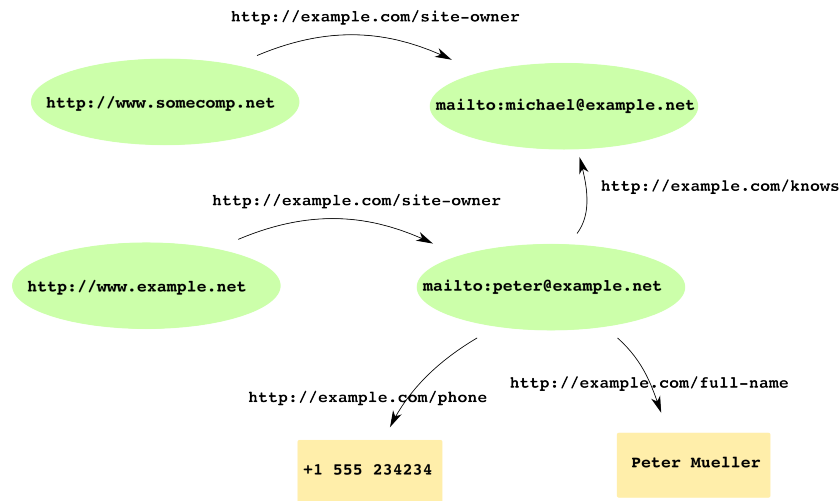 http://example.com/site-owner
http://www.somecomp.net
mailto:michael@example.net
http://example.com/knows
http://example.com/site-owner
http://www.example.net
mailto:peter@example.net
http://example.com/phone
http://example.com/full-name
+1 555 234234
Peter Mueller